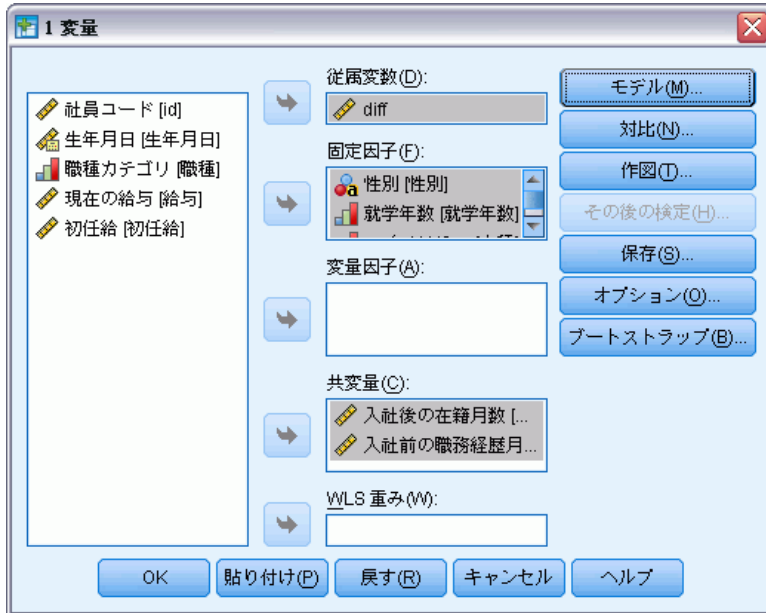 1 変量
社員コード [id]
生年月日 [生年月日]
職種カテゴリ [職種]
現在の給与 [給与]
初任給 [初任給]
従属変数(D):
diff
固定因子(F):
性別 [性別]
就学年数 [就学年数]
変量因子(A):
共変量(C):
入社後の在籍月数 [...
入社前の職務経歴月...
WLS 重み(W):
モデル(M)...
対比(N)...
作図(T)...
その後の検定(H)...
保存(S)...
オプション(O)...
ブートストラップ(B)...
OK
貼り付け(P)
戻す(R)
キャンセル
ヘルプ